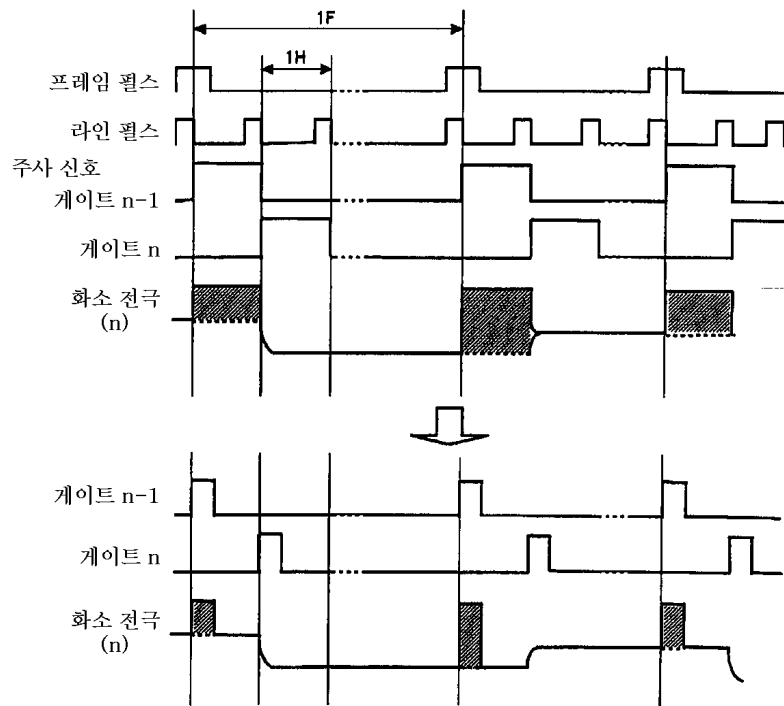 1F
1H
프레임 펄스
라인 펄스
주사 신호
게이트 n-1
게이트 n
화소 전극
(n)
게이트 n-1
게이트 n
화소 전극
(n)